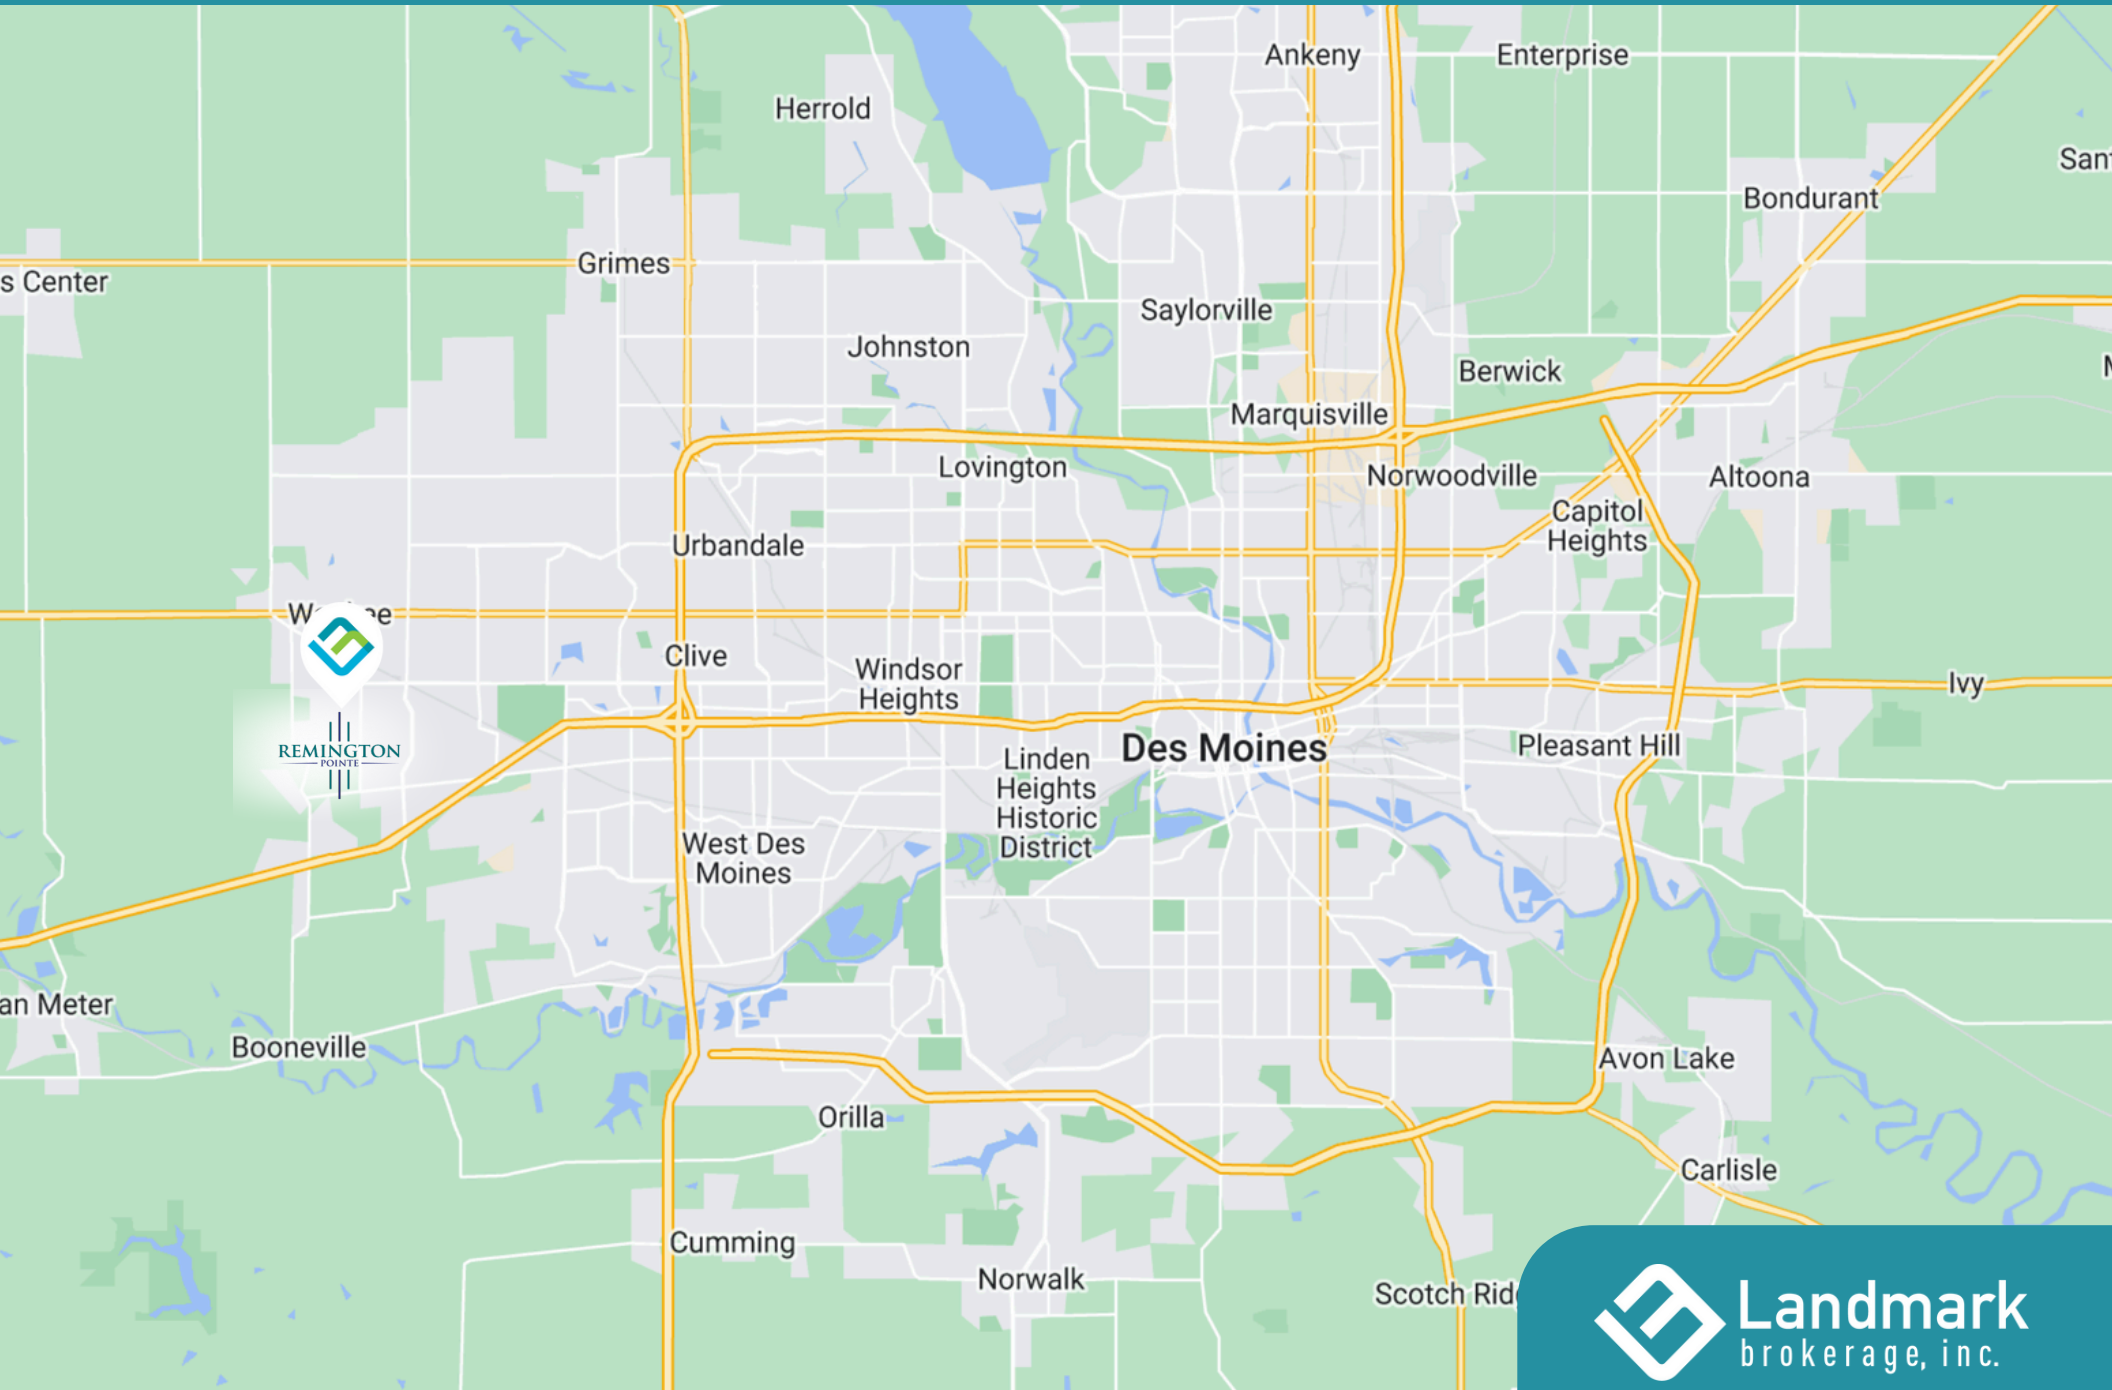 Ankeny
Enterprise
Herrold
Bondurant
Grimes
s Center
Saylorville
Johnston
Berwick
Marquisville
Lovington
Norwoodville
Altoona
Capitol
Heights
Urbandale
Clive
Windsor
Heights
Ivy
REMINGTON
POINTE
Des Moines
Pleasant Hill
Linden
Heights
Historic
District
West Des
Moines
an Meter
Booneville
Avon Lake
Orilla
Carlisle
Cumming
Norwalk
Scotch Rid
Landmark
brokerage, inc.